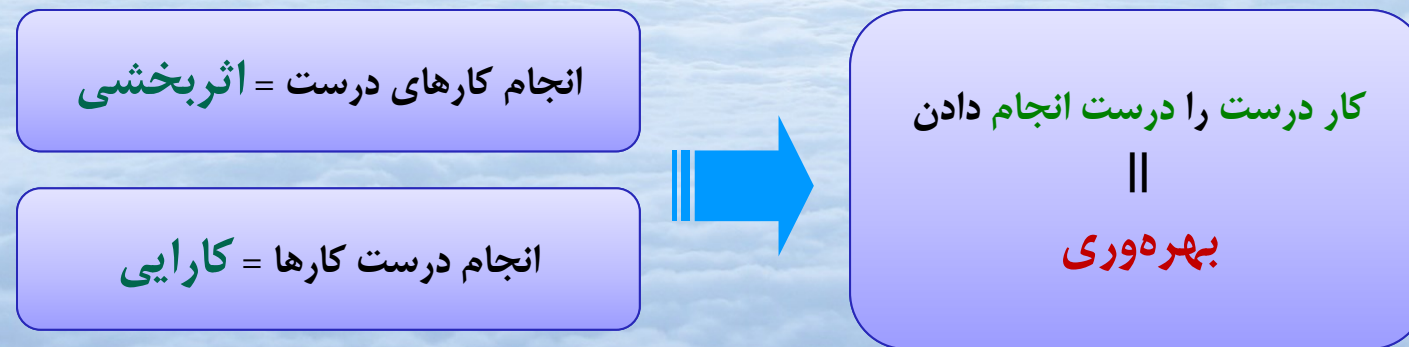 انجام کارهای درست = اثربخشی
انجام درست کارها = کارایی
کار درست را درست انجام دادن
||
بهره‌وری